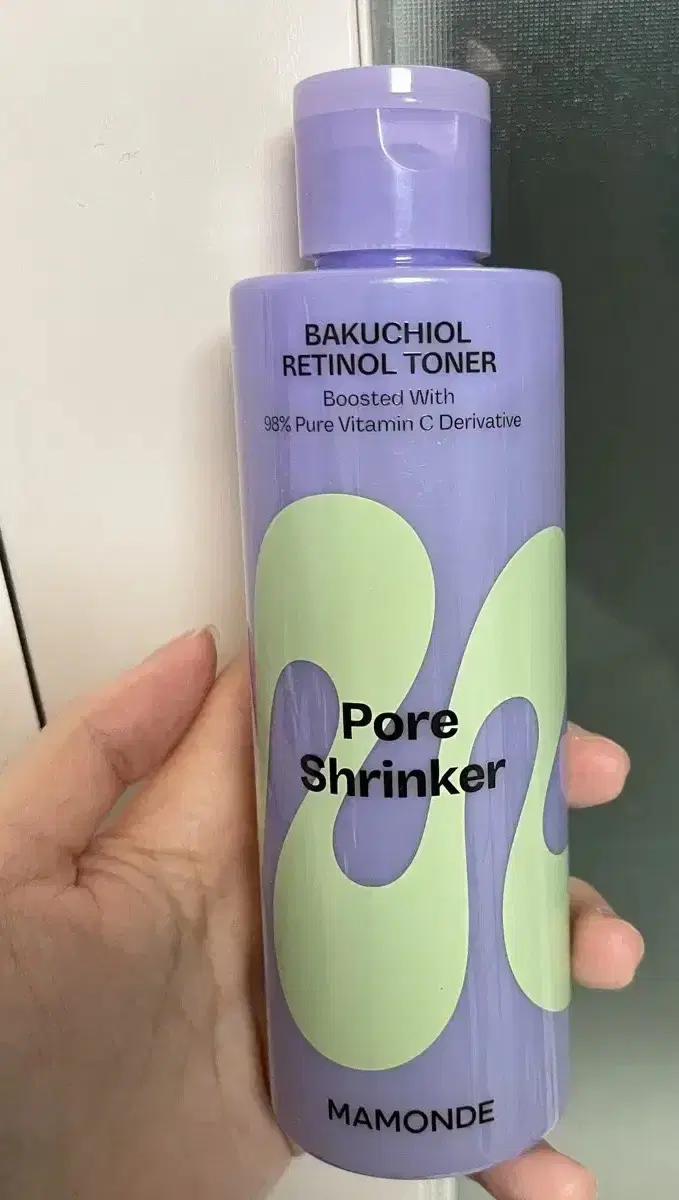 BAKUCHIOL
RETINOL TONER
Boosted With
98% Pure Vitamin C Derivative
Pore
Shrinker
MAMONDE